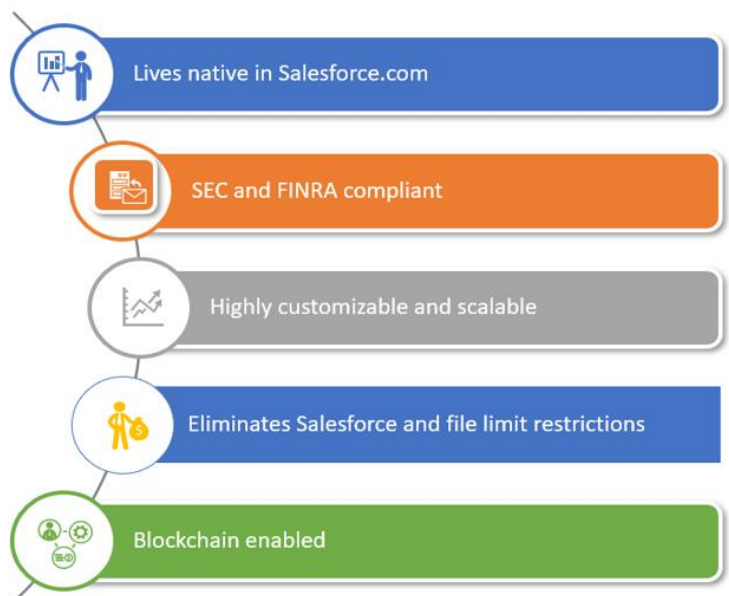 Lives native in Salesforce.com
SEC and FINRA compliant
Highly customizable and scalable
Eliminates Salesforce and file limit restrictions
Blockchain enabled